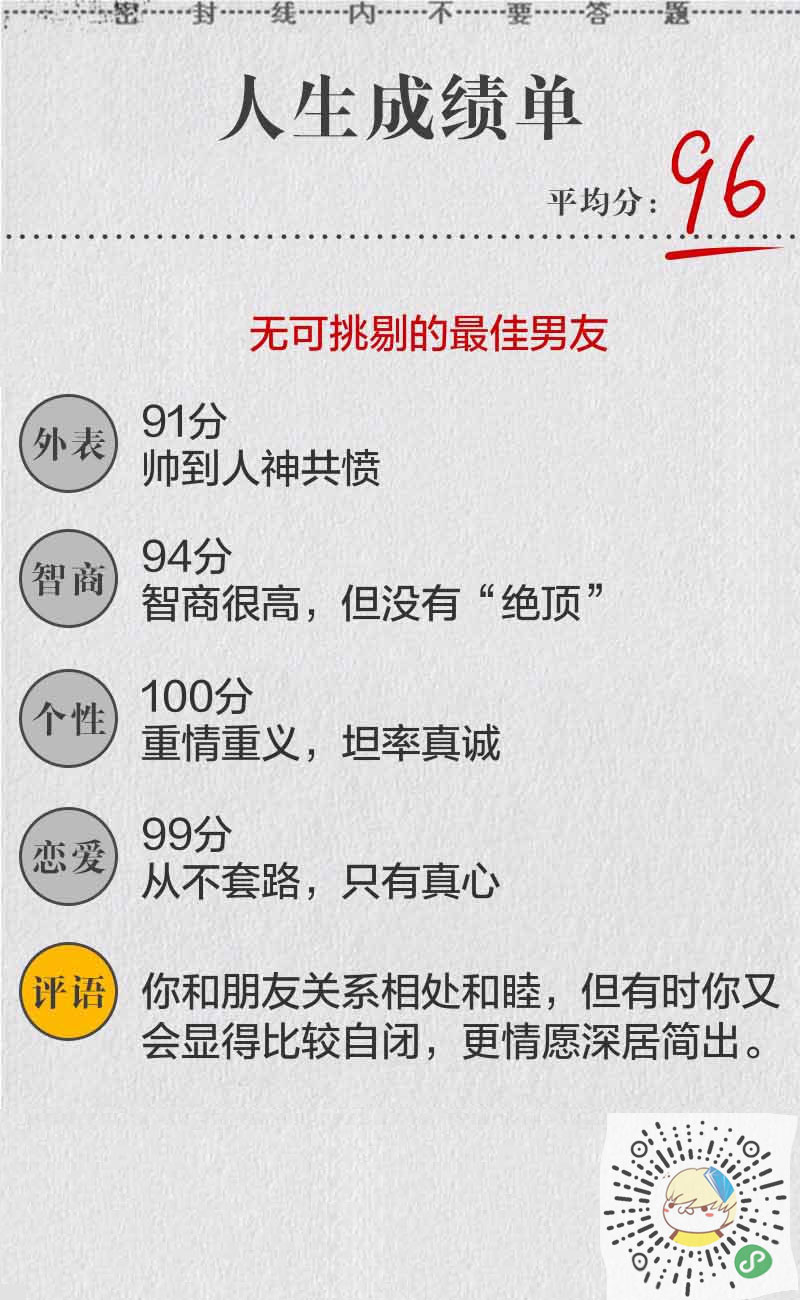 密封线内不要答题
人生成绩单
平均分：96
无可挑剔的最佳男友
外表
91分
帅到人神共愤
智商
94分
智商很高，但没有“绝顶”
个性
100分
重情重义，坦率真诚
恋爱
99分
从不套路，只有真心
评语
你和朋友关系相处和睦，但有时你又
会显得比较自闭，更情愿深居简出。